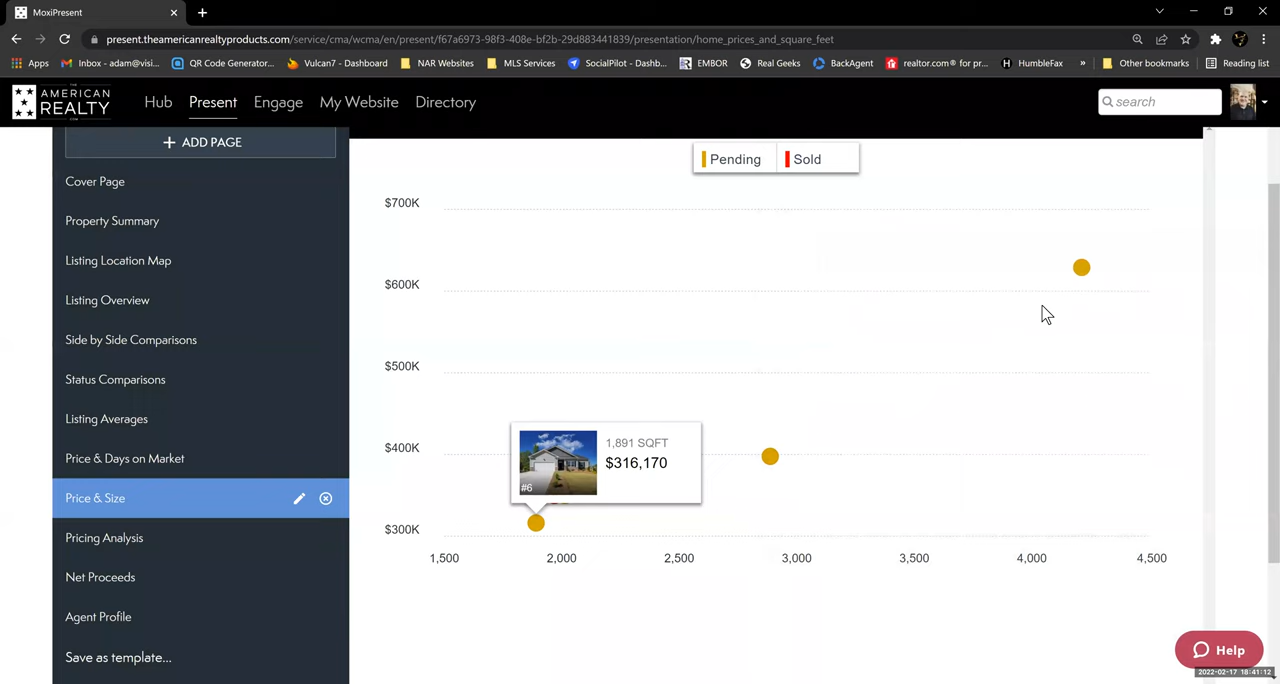 MoxiPresent
present.theamericanrealtyproducts.com/service/cma/wcma/en/present/f67a6973-98f3-408e-bf2b-29d883441839/presentation/home_prices_and_square_feet
Apps Inbox - adam@visi... QR Code Generator... Vulcan7 - Dashboard NAR Websites MLS Services SocialPilot - Dashb... EMBOR Real Geeks BackAgent realtor.com® for pr... HumbleFax » Other bookmarks Reading list
THE
AMERICAN
REALTY
.COM
Hub Present Engage My Website Directory search
+ ADD PAGE
Cover Page
Property Summary
Listing Location Map
Listing Overview
Side by Side Comparisons
Status Comparisons
Listing Averages
Price & Days on Market
Price & Size
Pricing Analysis
Net Proceeds
Agent Profile
Save as template...
Pending Sold
$700K
$600K
$500K
$400K
$300K
1,891 SQFT
$316,170
#6
1,500 2,000 2,500 3,000 3,500 4,000 4,500
Help
2022-02-17 18:41:12